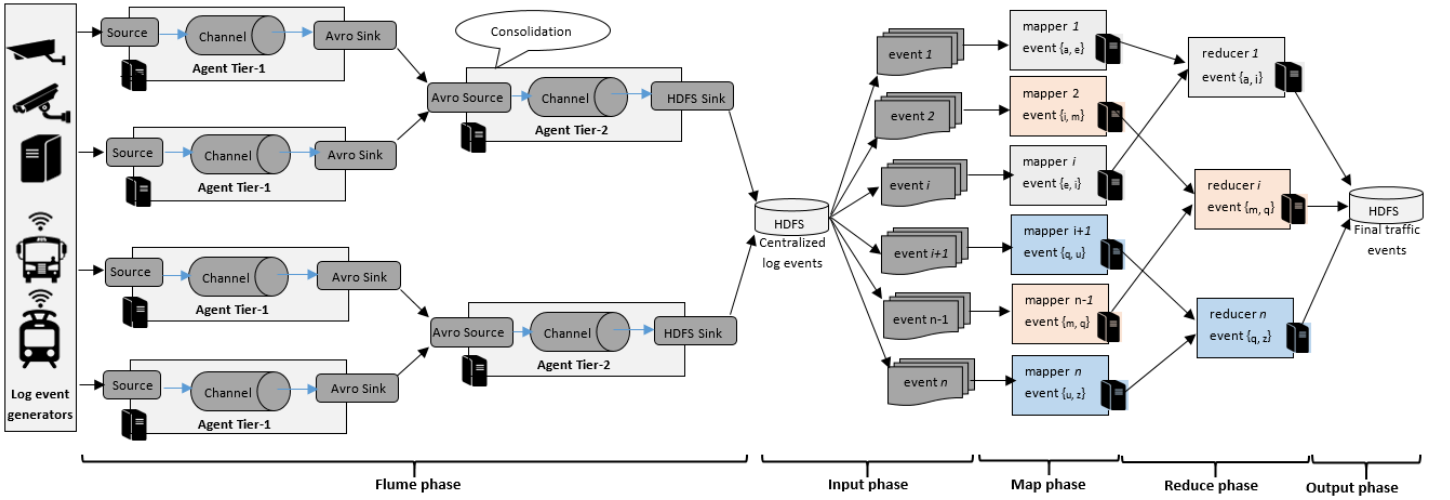 Log event
generators
Source
Channel
Avro Sink
Agent Tier-1
Source
Channel
Avro Sink
Agent Tier-1
Source
Channel
Avro Sink
Agent Tier-1
Source
Channel
Avro Sink
Agent Tier-1
Consolidation
Avro Source
Channel
HDFS Sink
Agent Tier-2
Avro Source
Channel
HDFS Sink
Agent Tier-2
HDFS
Centralized
log events
event 1
event 2
event i
event i+1
event n-1
event n
mapper 1
event {a, e}
mapper 2
event {i, m}
mapper i
event {e, i}
mapper i+1
event {q, u}
mapper n-1
event {m, q}
mapper n
event {u, z}
reducer 1
event {a, i}
reducer i
event {m, q}
reducer n
event {q, z}
HDFS
Final traffic
events
Flume phase
Input phase
Map phase
Reduce phase
Output phase